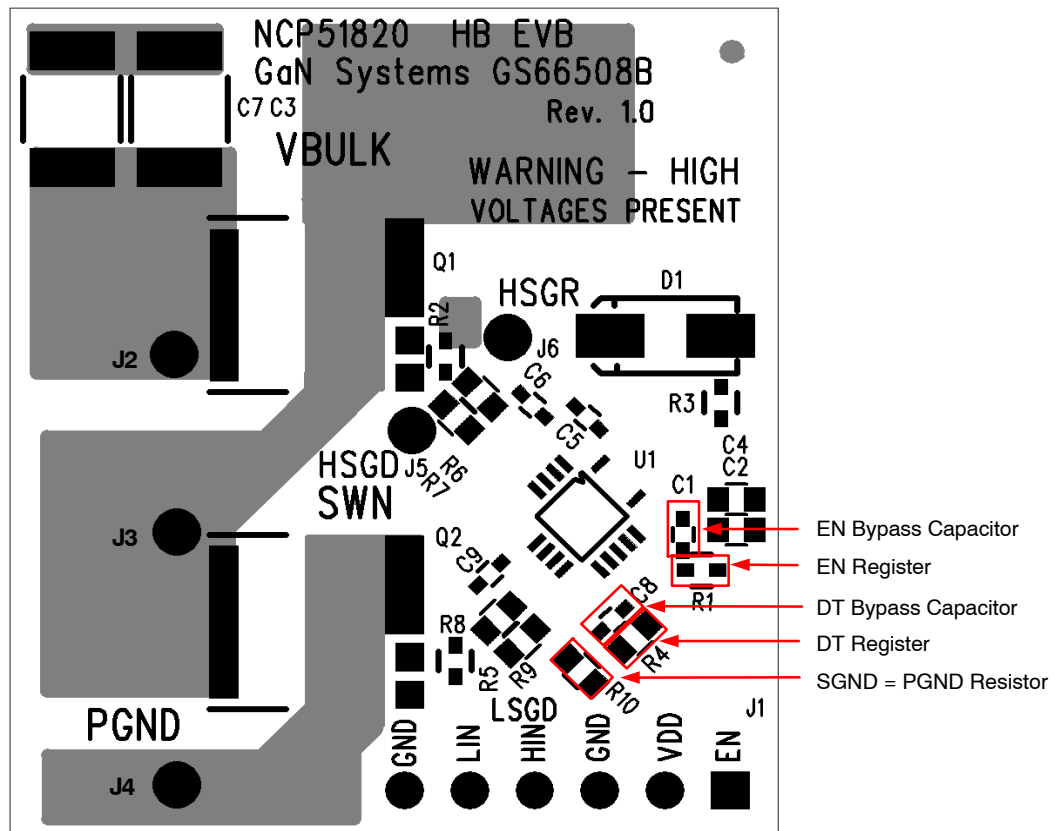 NCP51820 HB EVB
GaN Systems GS66508B
Rev. 1.0
C7 C3
VBULK
WARNING - HIGH
VOLTAGES PRESENT
Q1
D1
HSGR
R2
J2
J6
C6
R3
C5
C4
C2
HSGD
J5
R6
R7
U1
C1
SWN
J3
Q2
EN Bypass Capacitor
C9
EN Register
R1
C8
DT Bypass Capacitor
R8
DT Register
R4
R5
R9
SGND = PGND Resistor
R10
LSGD
J1
PGND
GND
LIN
HIN
GND
VDD
EN
J4